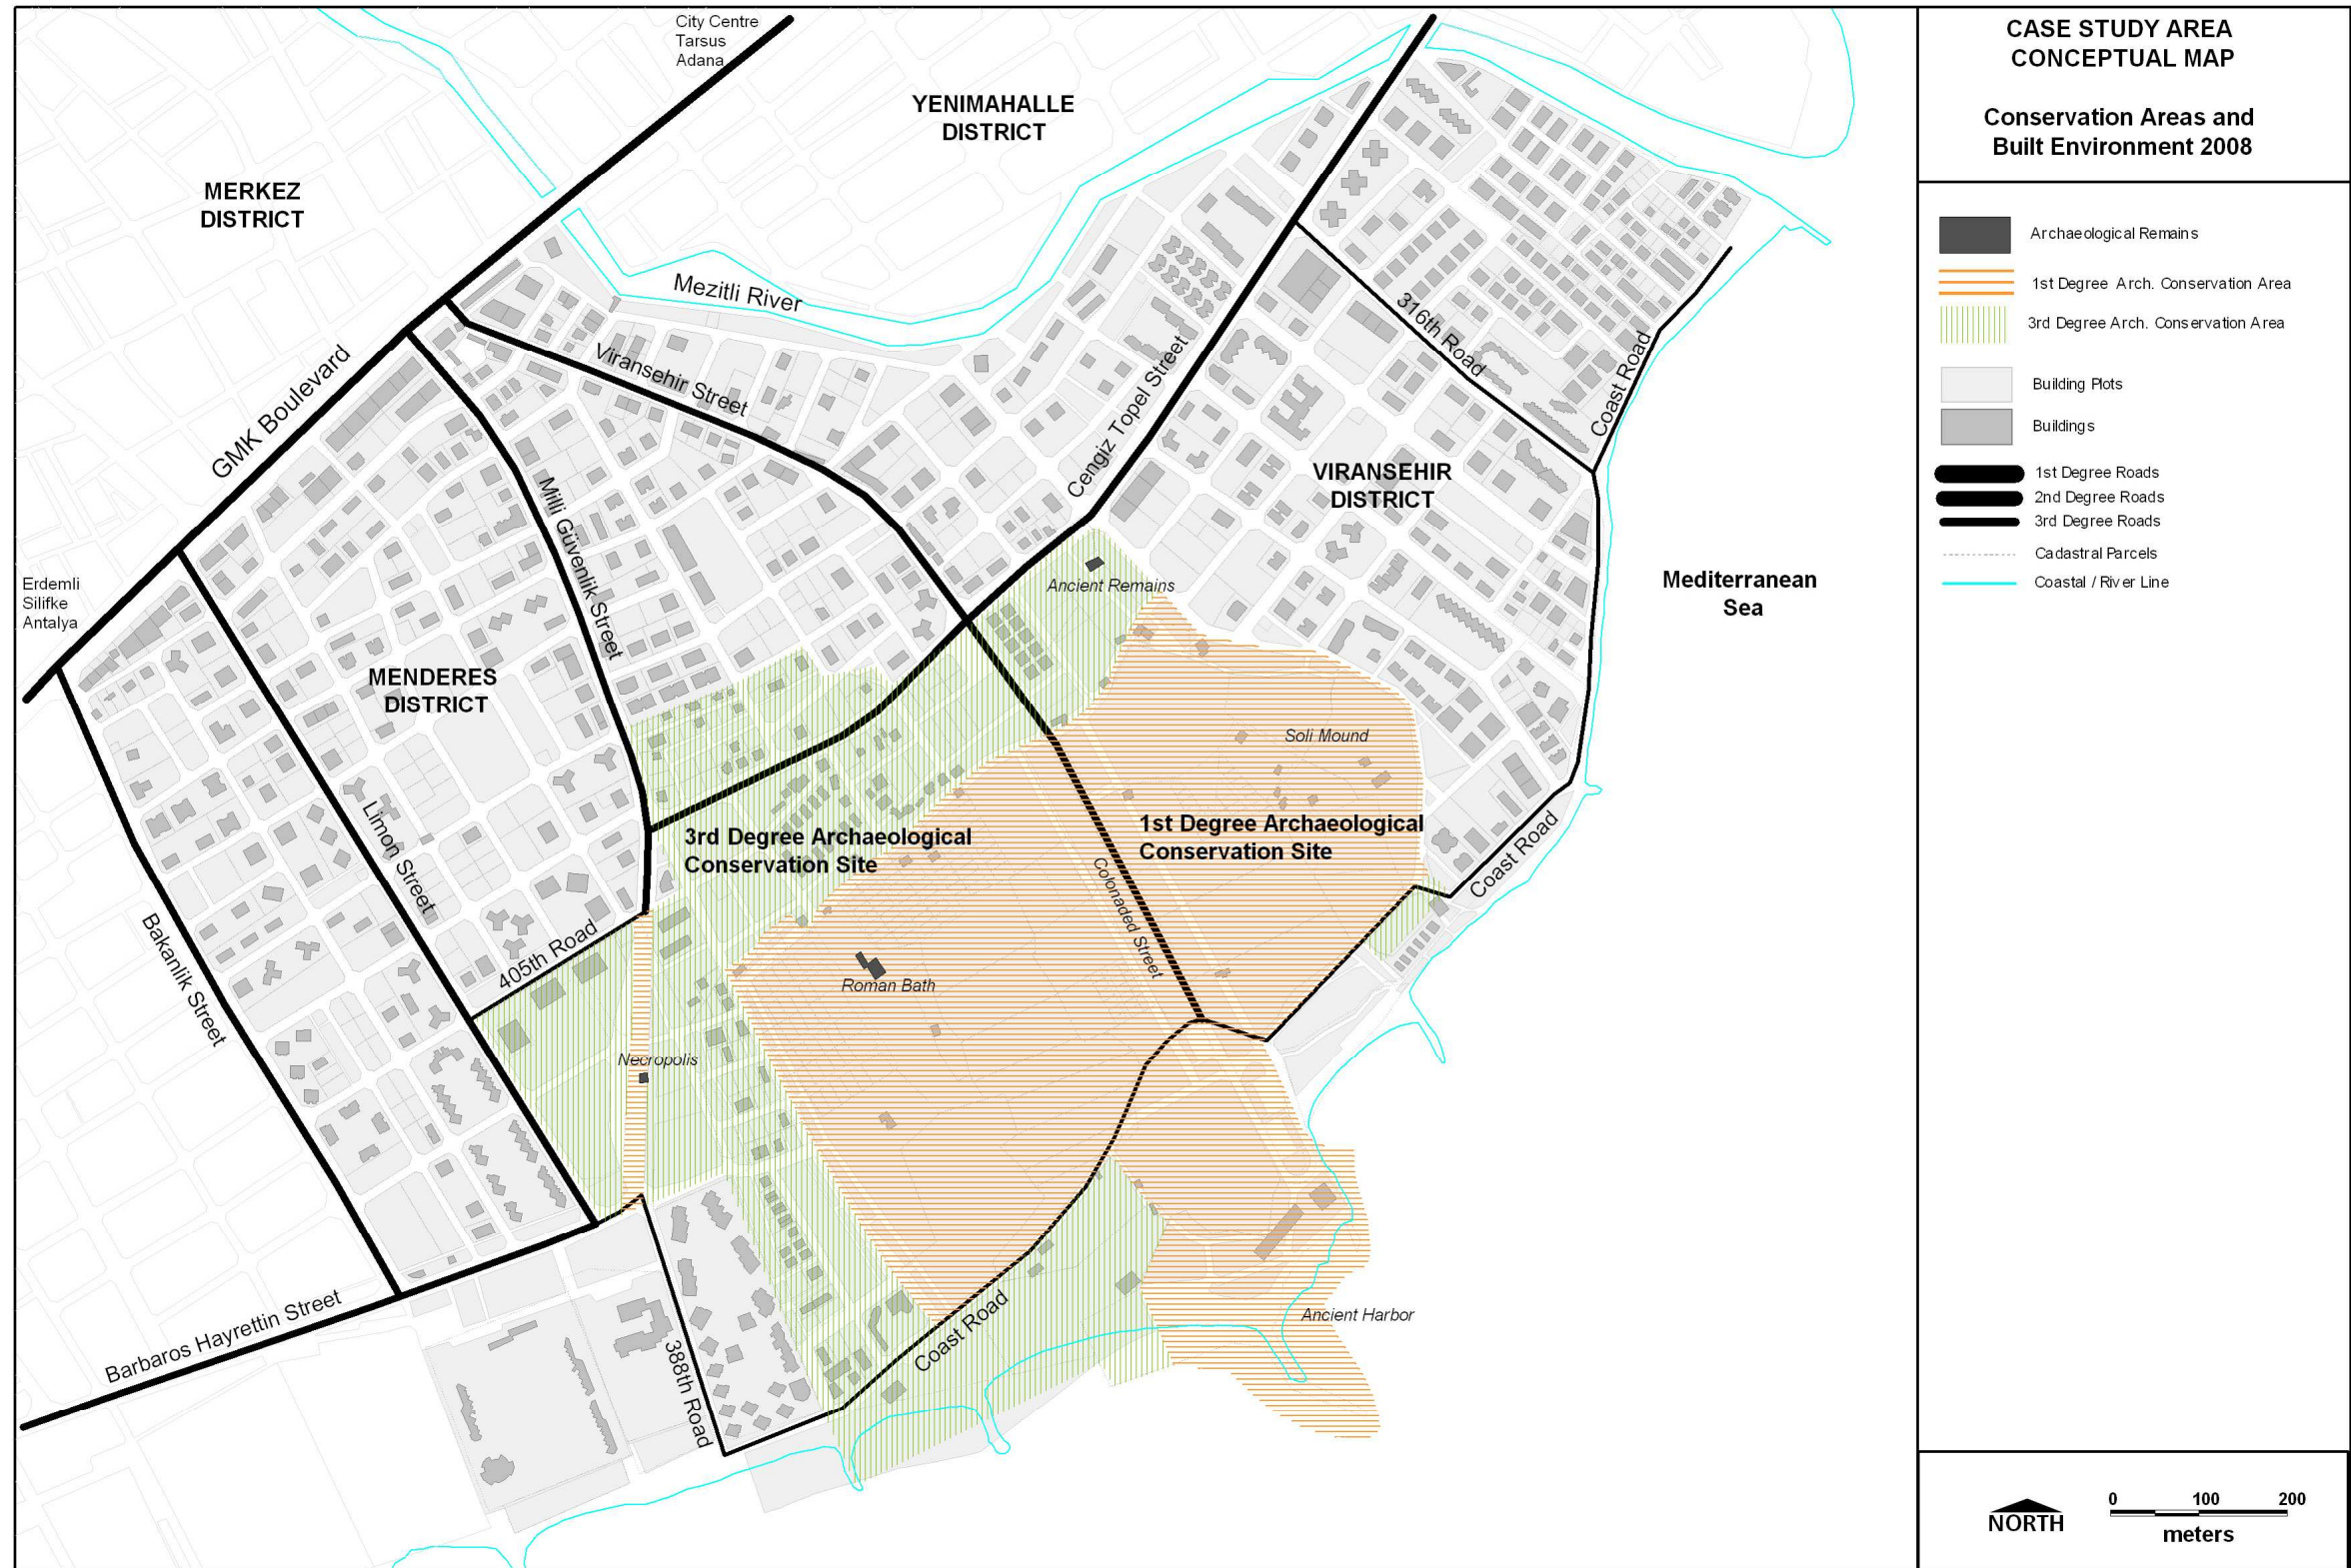 City Centre
Tarsus
Adana
YENIMAHALLE
DISTRICT
MERKEZ
DISTRICT
Mezitli River
Viransehir Street
GMK Boulevard
Milli Güvenlik Street
Cengiz Topel Street
316th Road
Coast Road
VIRANSEHIR
DISTRICT
Mediterranean
Sea
Erdemli
Silifke
Antalya
MENDERES
DISTRICT
Ancient Remains
Soli Mound
Limon Street
3rd Degree Archaeological
Conservation Site
1st Degree Archaeological
Conservation Site
Colonaded Street
Coast Road
Bakanlik Street
405th Road
Roman Bath
Necropolis
Ancient Harbor
Coast Road
Barbaros Hayrettin Street
388th Road
CASE STUDY AREA
CONCEPTUAL MAP
Conservation Areas and
Built Environment 2008
Archaeological Remains
1st Degree Arch. Conservation Area
3rd Degree Arch. Conservation Area
Building Plots
Buildings
1st Degree Roads
2nd Degree Roads
3rd Degree Roads
Cadastral Parcels
Coastal / River Line
NORTH
0 100 200
meters